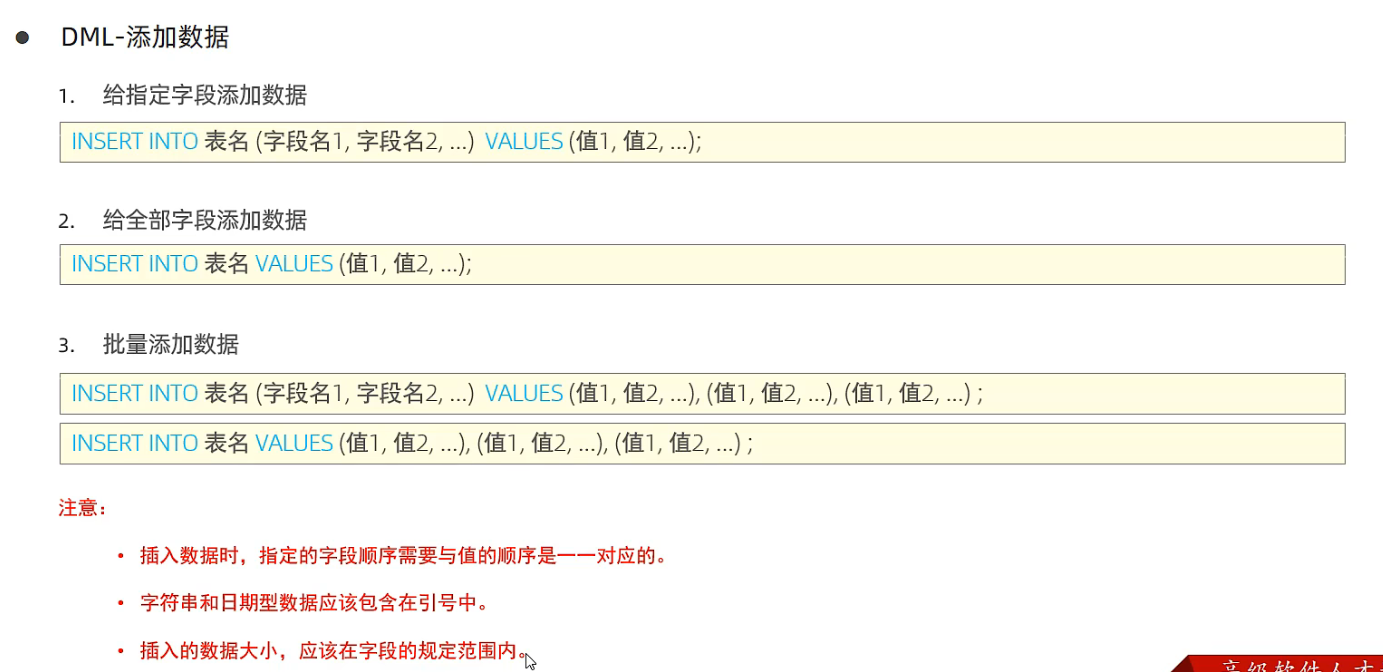 ● DML-添加数据
1. 给指定字段添加数据
INSERT INTO 表名 (字段名1, 字段名2, ...) VALUES (值1, 值2, ...);
2. 给全部字段添加数据
INSERT INTO 表名 VALUES (值1, 值2, ...);
3. 批量添加数据
INSERT INTO 表名 (字段名1, 字段名2, ...) VALUES (值1, 值2, ...), (值1, 值2, ...), (值1, 值2, ...) ;
INSERT INTO 表名 VALUES (值1, 值2, ...), (值1, 值2, ...), (值1, 值2, ...) ;
注意：
• 插入数据时，指定的字段顺序需要与值的顺序是一一对应的。
• 字符串和日期型数据应该包含在引号中。
• 插入的数据大小，应该在字段的规定范围内。
高级软件人才